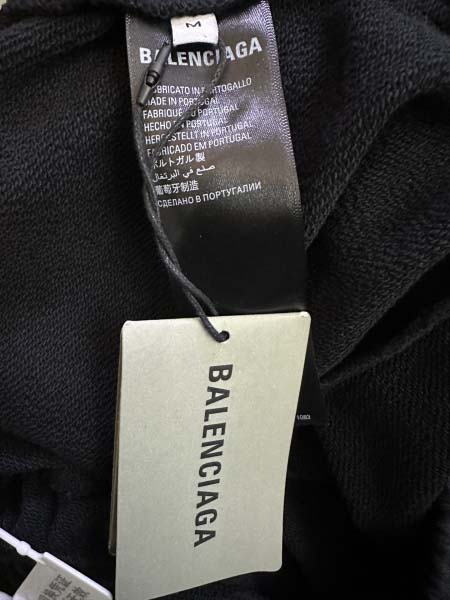 M
BALENCIAGA
FABBRICATO IN PORTOGALLO
MADE IN PORTUGAL
FABRIQUÉ AU PORTUGAL
HECHO EN PORTUGAL
HERGESTELLT IN PORTUGAL
FABRICADO EM PORTUGAL
ポルトガル製
صنع في البرتغال
葡萄牙制造
СДЕЛАНО В ПОРТУГАЛИИ
BALENCIAGA
1083